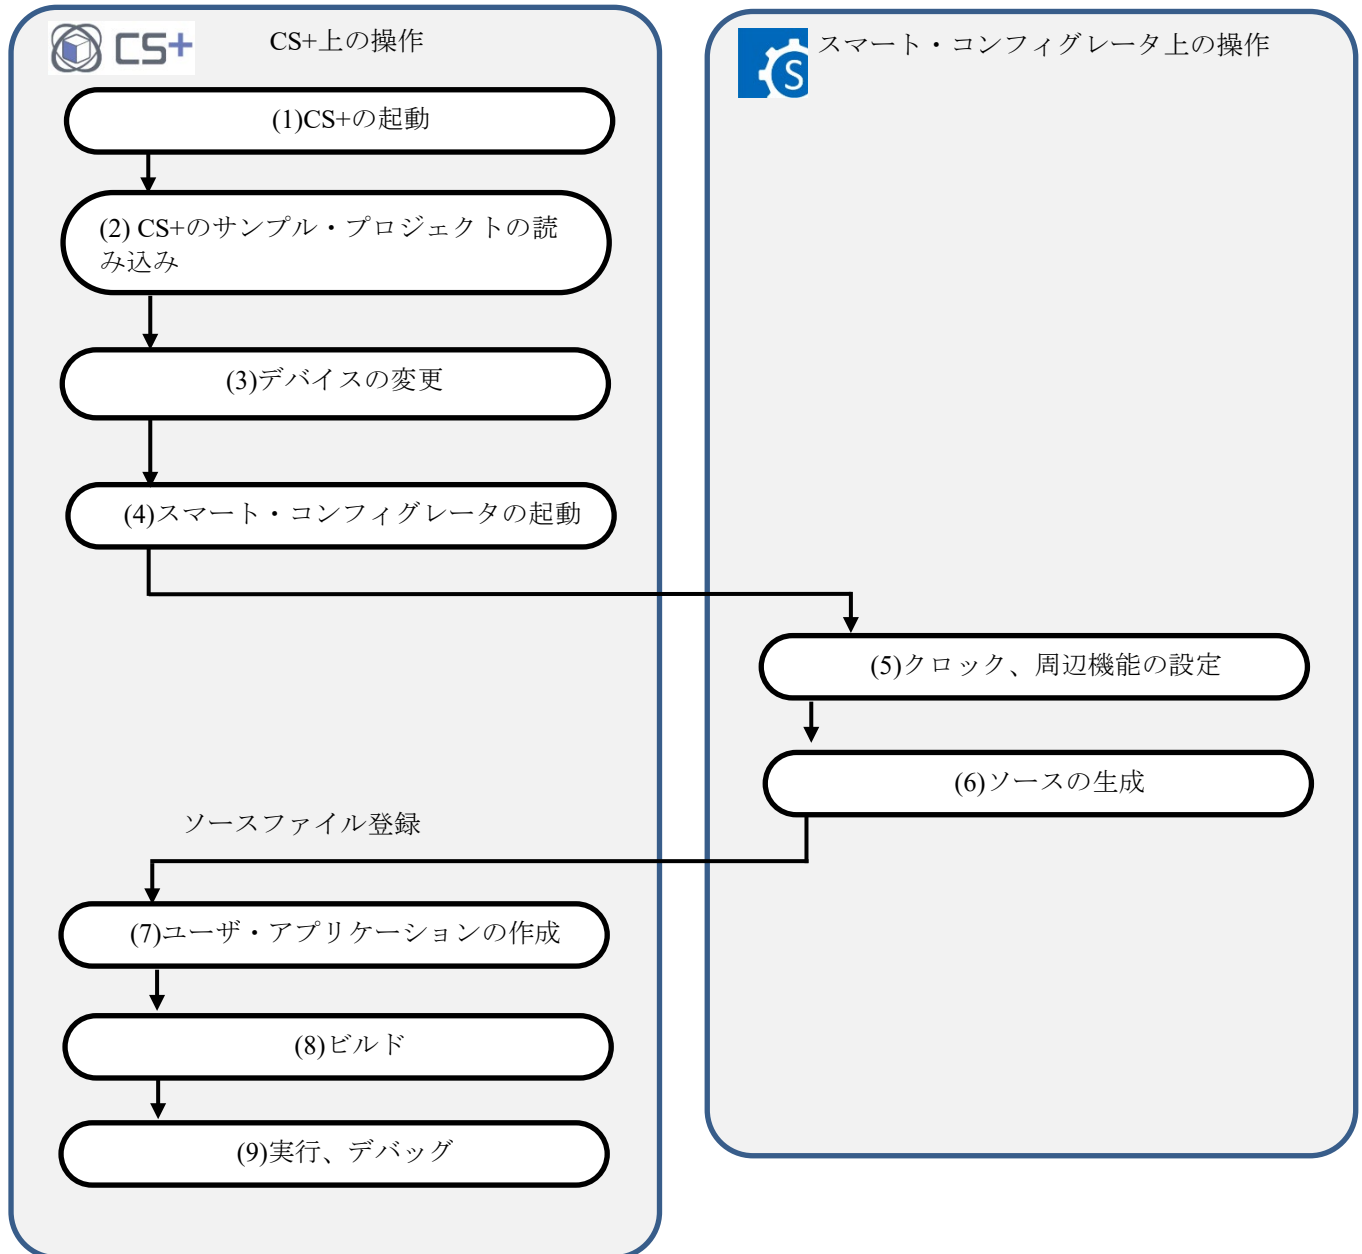 CS+
CS+上の操作
(1)CS+の起動
(2) CS+のサンプル・プロジェクトの読
み込み
(3)デバイスの変更
(4)スマート・コンフィグレータの起動
S
スマート・コンフィグレータ上の操作
(5)クロック、周辺機能の設定
(6)ソースの生成
ソースファイル登録
(7)ユーザ・アプリケーションの作成
(8)ビルド
(9)実行、デバッグ